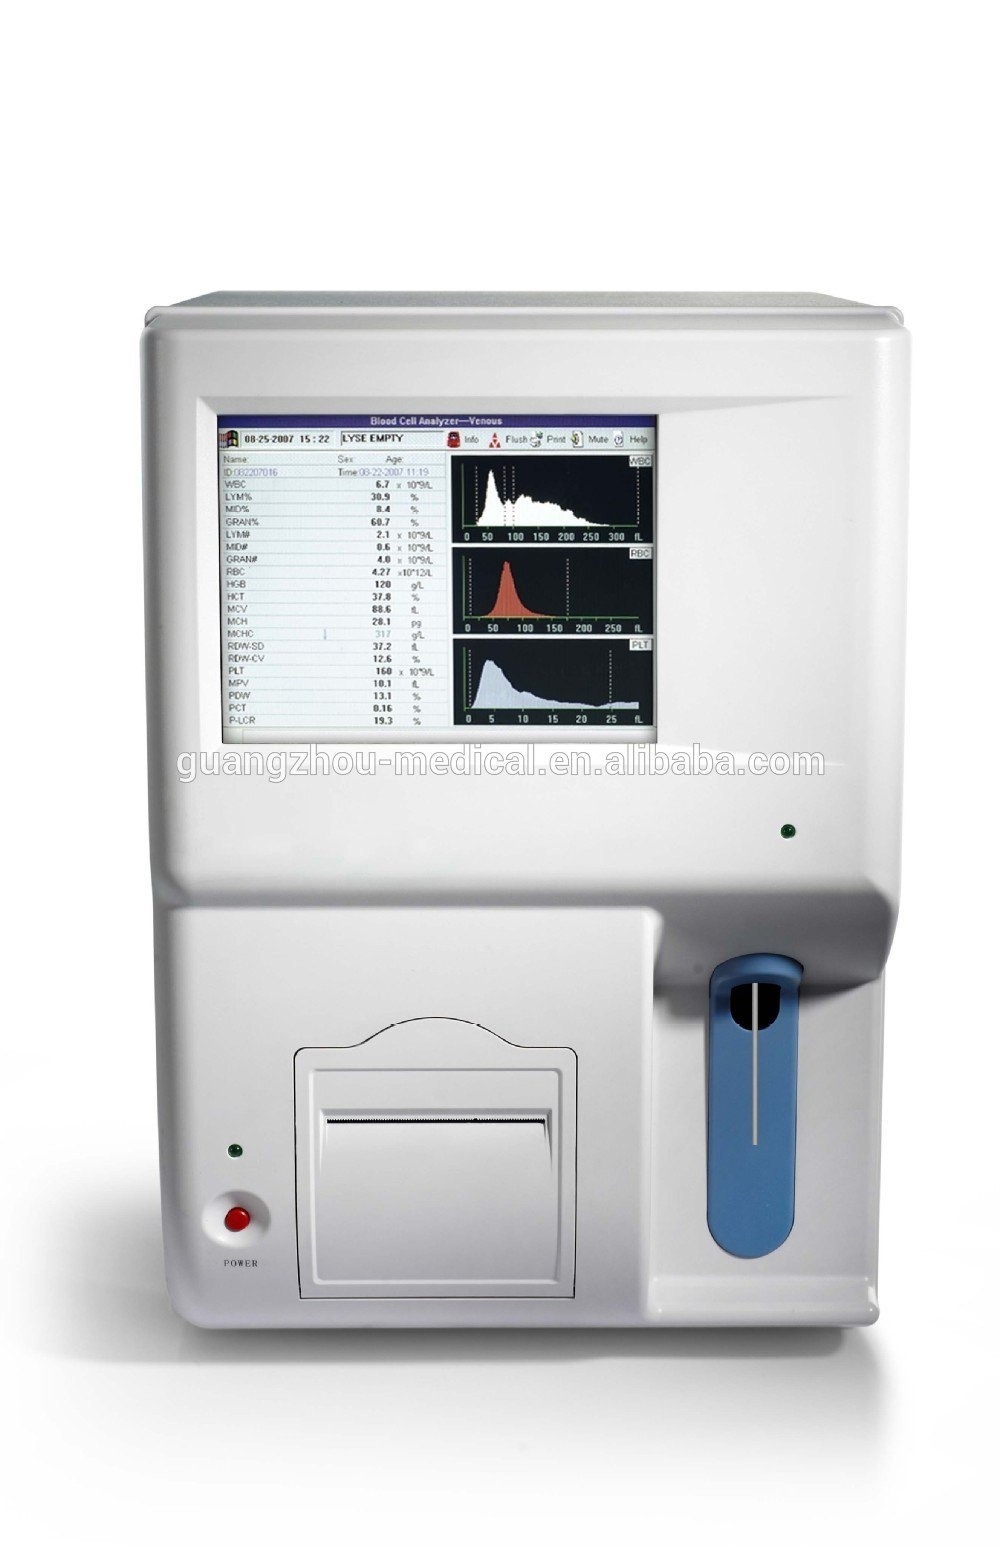 Blood Cell Analyzer—Venous
08-25-2007 15:22 LYSE EMPTY Info Flush Print Mute Help
Name: Sex: Age:
ID:082207016 Time:08-22-2007 11:19
WBC 6.7 x 10^9/L
LYM% 30.9 %
MID% 8.4 %
GRAN% 60.7 %
LYM# 2.1 x 10^9/L
MID# 0.6 x 10^9/L
GRAN# 4.0 x 10^9/L
RBC 4.27 x10^12/L
HGB 120 g/L
HCT 37.8 %
MCV 88.6 fL
MCH 28.1 pg
MCHC ↓ 317 g/L
RDW-SD 37.2 fL
RDW-CV 12.6 %
PLT 160 x 10^9/L
MPV 10.1 fL
PDW 13.1 %
PCT 0.16 %
P-LCR 19.3 %
WBC
0 50 100 150 200 250 300 fL
RBC
0 50 100 150 200 250 fL
PLT
0 5 10 15 20 25 fL
guangzhou-medical.en.alibaba.com
POWER